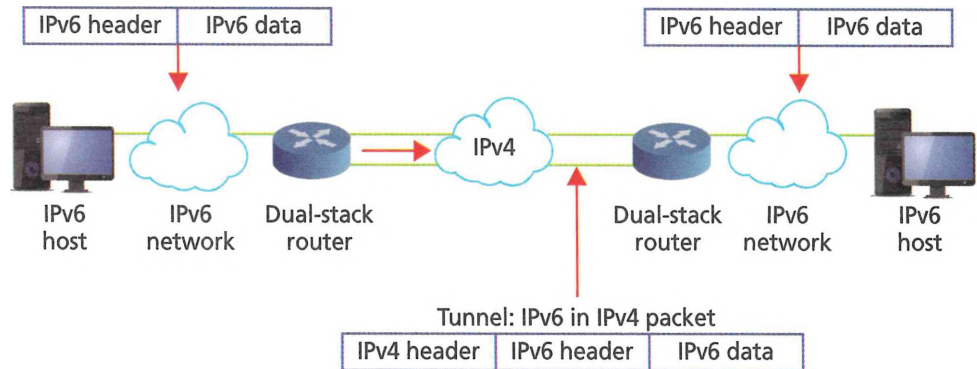 IPv6 header IPv6 data
IPv6 header IPv6 data
IPv4
IPv6 host
IPv6 network
Dual-stack router
Dual-stack router
IPv6 network
IPv6 host
Tunnel: IPv6 in IPv4 packet
IPv4 header IPv6 header IPv6 data